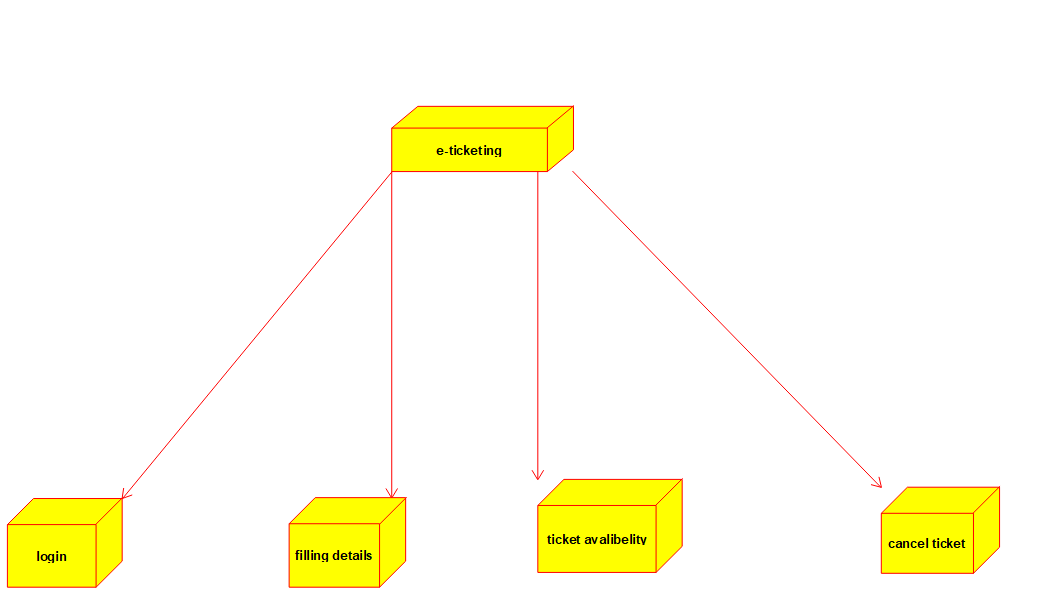 e-ticketing
login
filling details
ticket avalibelity
cancel ticket